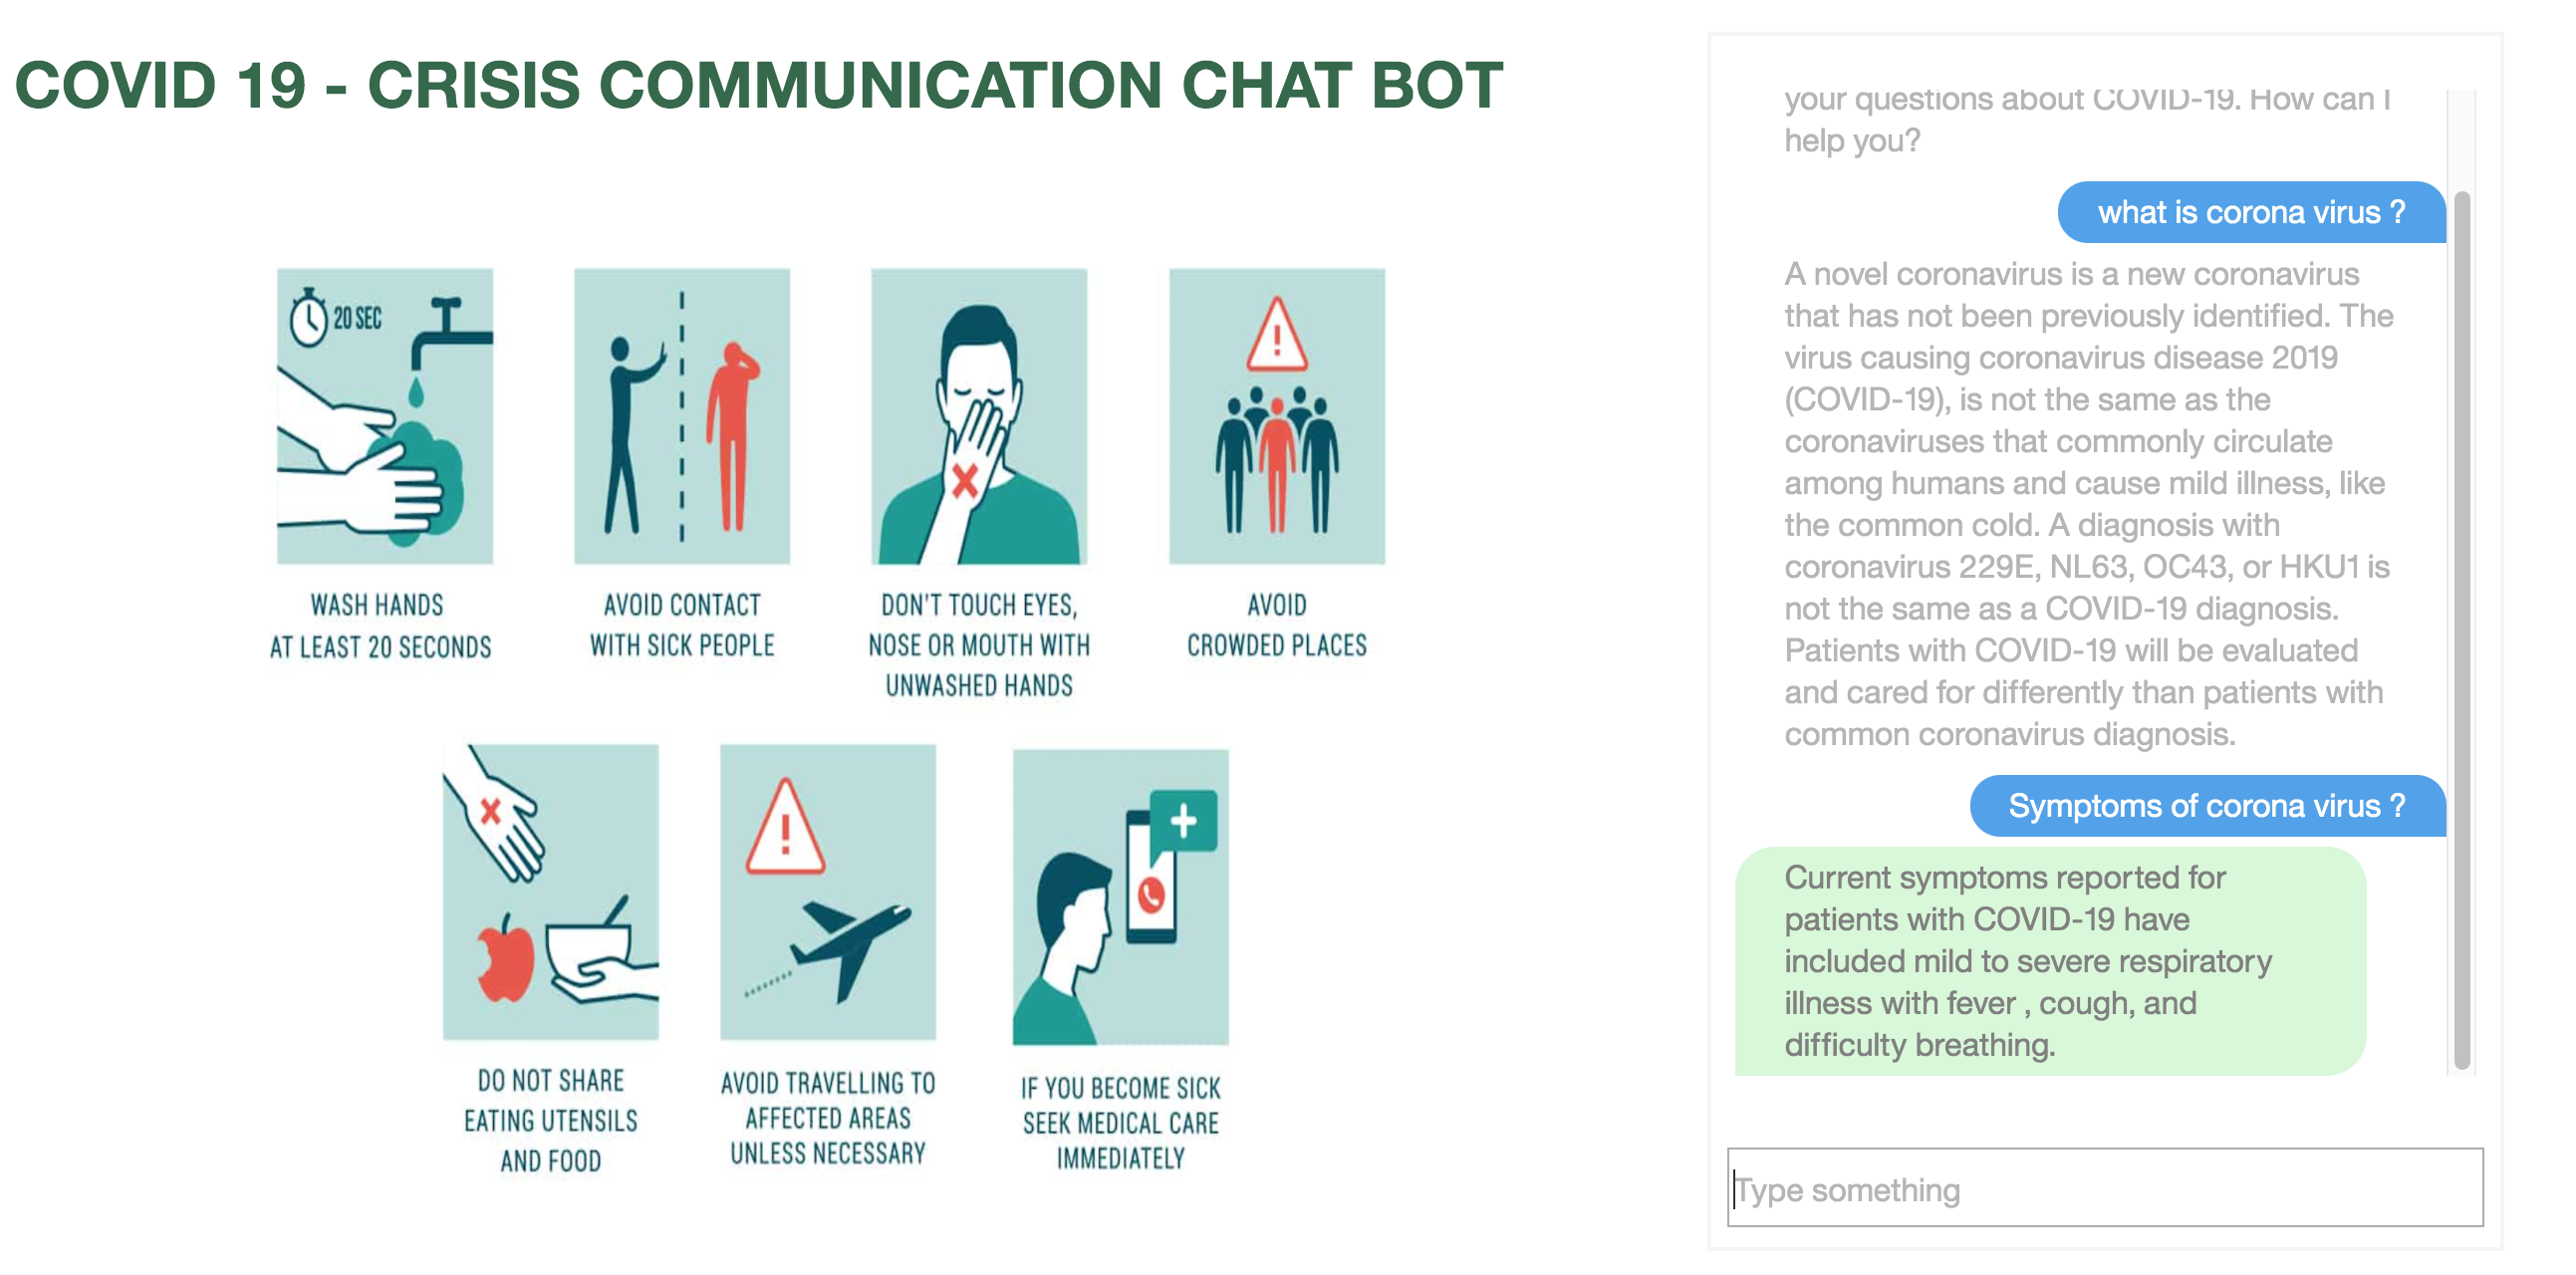 COVID 19 - CRISIS COMMUNICATION CHAT BOT
20 SEC
WASH HANDS
AT LEAST 20 SECONDS
AVOID CONTACT
WITH SICK PEOPLE
DON'T TOUCH EYES,
NOSE OR MOUTH WITH
UNWASHED HANDS
AVOID
CROWDED PLACES
DO NOT SHARE
EATING UTENSILS
AND FOOD
AVOID TRAVELLING TO
AFFECTED AREAS
UNLESS NECESSARY
IF YOU BECOME SICK
SEEK MEDICAL CARE
IMMEDIATELY
your questions about COVID-19. How can I
help you?
what is corona virus ?
A novel coronavirus is a new coronavirus
that has not been previously identified. The
virus causing coronavirus disease 2019
(COVID-19), is not the same as the
coronaviruses that commonly circulate
among humans and cause mild illness, like
the common cold. A diagnosis with
coronavirus 229E, NL63, OC43, or HKU1 is
not the same as a COVID-19 diagnosis.
Patients with COVID-19 will be evaluated
and cared for differently than patients with
common coronavirus diagnosis.
Symptoms of corona virus ?
Current symptoms reported for
patients with COVID-19 have
included mild to severe respiratory
illness with fever , cough, and
difficulty breathing.
Type something